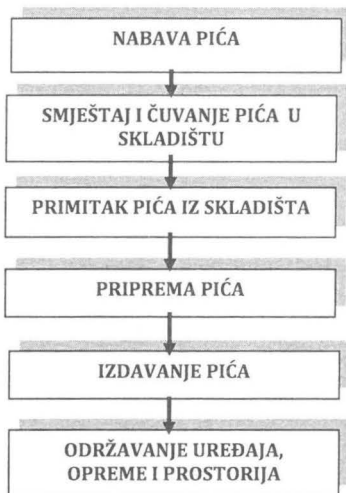 NABAVA PIĆA
SMJEŠTAJ I ČUVANJE PIĆA U
SKLADIŠTU
PRIMITAK PIĆA IZ SKLADIŠTA
PRIPREMA PIĆA
IZDAVANJE PIĆA
ODRŽAVANJE UREĐAJA,
OPREME I PROSTORIJA